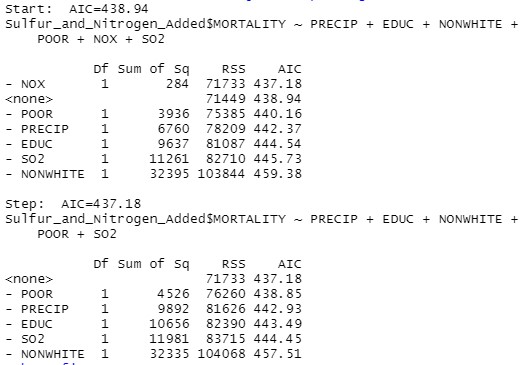 Start:  AIC=438.94
Sulfur_and_Nitrogen_Added$MORTALITY ~ PRECIP + EDUC + NONWHITE +
    POOR + NOX + SO2
           Df Sum of Sq    RSS    AIC
- NOX       1       284  71733 437.18
<none>                   71449 438.94
- POOR      1      3936  75385 440.16
- PRECIP    1      6760  78209 442.37
- EDUC      1      9637  81087 444.54
- SO2       1     11261  82710 445.73
- NONWHITE  1     32395 103844 459.38
Step:  AIC=437.18
Sulfur_and_Nitrogen_Added$MORTALITY ~ PRECIP + EDUC + NONWHITE +
    POOR + SO2
           Df Sum of Sq    RSS    AIC
<none>                   71733 437.18
- POOR      1      4526  76260 438.85
- PRECIP    1      9892  81626 442.93
- EDUC      1     10656  82390 443.49
- SO2       1     11981  83715 444.45
- NONWHITE  1     32335 104068 457.51